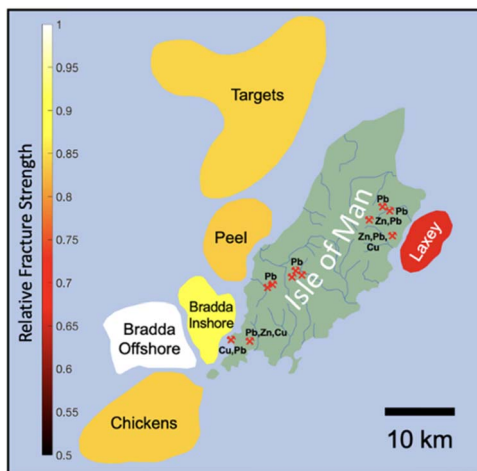 Relative Fracture Strength
1
0.95
0.9
0.85
0.8
0.75
0.7
0.65
0.6
0.55
0.5
Targets
Peel
Bradda
Inshore
Bradda
Offshore
Chickens
Isle of Man
Laxey
Pb
Pb
Zn,Pb
Zn,Pb,
Cu
Pb
Pb
Pb,Zn,Cu
Cu,Pb
10 km